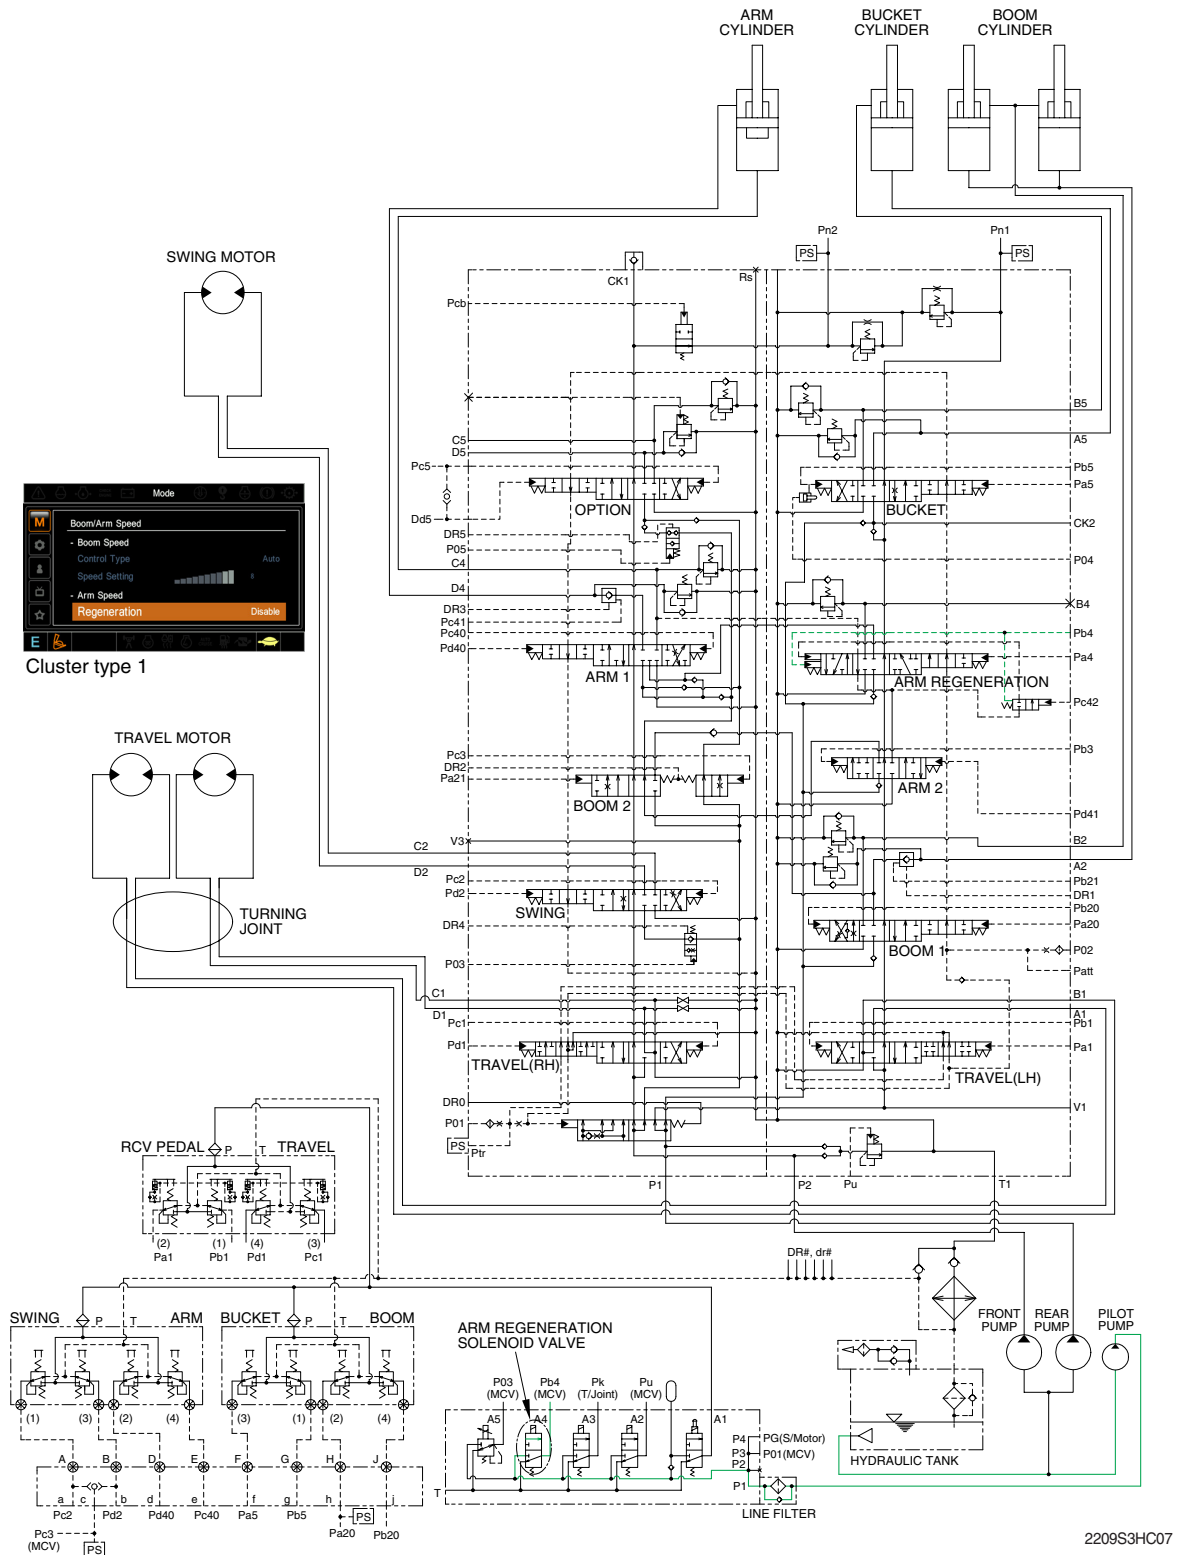 ARM
CYLINDER
BUCKET
CYLINDER
BOOM
CYLINDER
Pn2
Pn1
PS
PS
SWING MOTOR
CK1
Rs
Pcb
B5
C5
D5
A5
Pc5
Pb5
Pa5
OPTION
BUCKET
Dd5
CK2
DR5
P05
P04
C4
D4
B4
DR3
Pc41
Pc40
Pb4
Pd40
Pa4
ARM 1
ARM REGENERATION
Pc42
Mode
M
Boom/Arm Speed
- Boom Speed
Control Type
Auto
Speed Setting
8
- Arm Speed
Regeneration
Disable
E
Cluster type 1
TRAVEL MOTOR
Pc3
DR2
Pa21
Pb3
BOOM 2
ARM 2
Pd41
V3
C2
B2
D2
A2
Pc2
Pb21
Pd2
DR1
Pb20
SWING
Pa20
TURNING
JOINT
DR4
BOOM 1
P02
P03
Patt
C1
B1
D1
A1
Pc1
Pb1
Pd1
Pa1
TRAVEL(RH)
TRAVEL(LH)
DR0
V1
P01
PS
Ptr
P1
P2
Pu
T1
RCV PEDAL
P
T
TRAVEL
(2)
(1)
(4)
(3)
Pa1
Pb1
Pd1
Pc1
DR#, dr#
SWING
P
T
ARM
BUCKET
P
T
BOOM
(1)
(3)
(2)
(4)
(3)
(1)
(2)
(4)
A
B
D
E
F
G
H
J
a
c
b
d
e
f
g
h
i
Pc2
Pd2
Pd40
Pc40
Pa5
Pb5
PS
Pa20
Pb20
Pc3
(MCV)
PS
ARM REGENERATION
SOLENOID VALVE
P03
(MCV)
Pb4
(MCV)
Pk
(T/Joint)
Pu
(MCV)
A5
A4
A3
A2
A1
P4
PG(S/Motor)
P3
P01(MCV)
P2
P1
T
LINE FILTER
FRONT
PUMP
REAR
PUMP
PILOT
PUMP
HYDRAULIC TANK
2209S3HC07